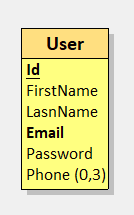 User
Id
FirstName
LasnName
Email
Password
Phone (0,3)